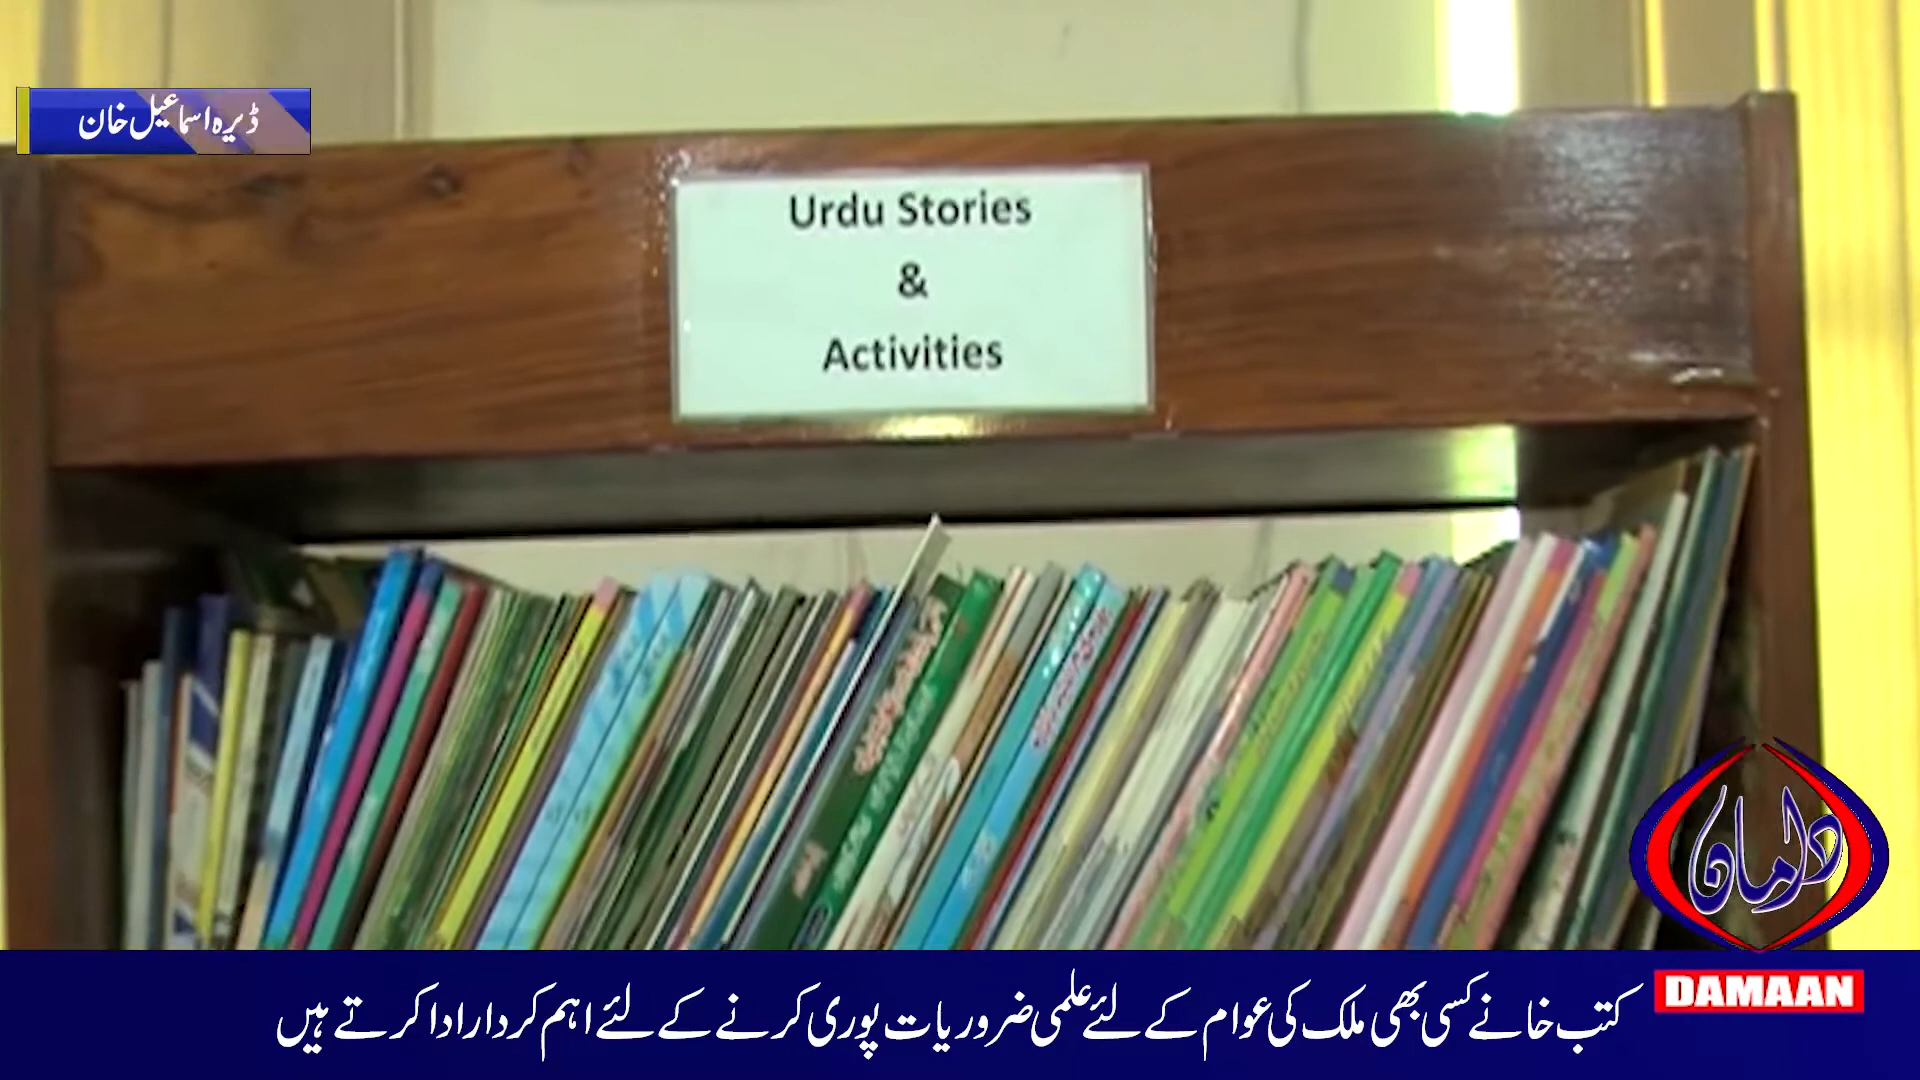 ڈیرہ اسماعیل خان
Urdu Stories
&
Activities
دامان
DAMAAN
کتب خانے کسی بھی ملک کی عوام کے لئے علمی ضروریات پوری کرنے کے لئے اہم کردار ادا کرتے ہیں